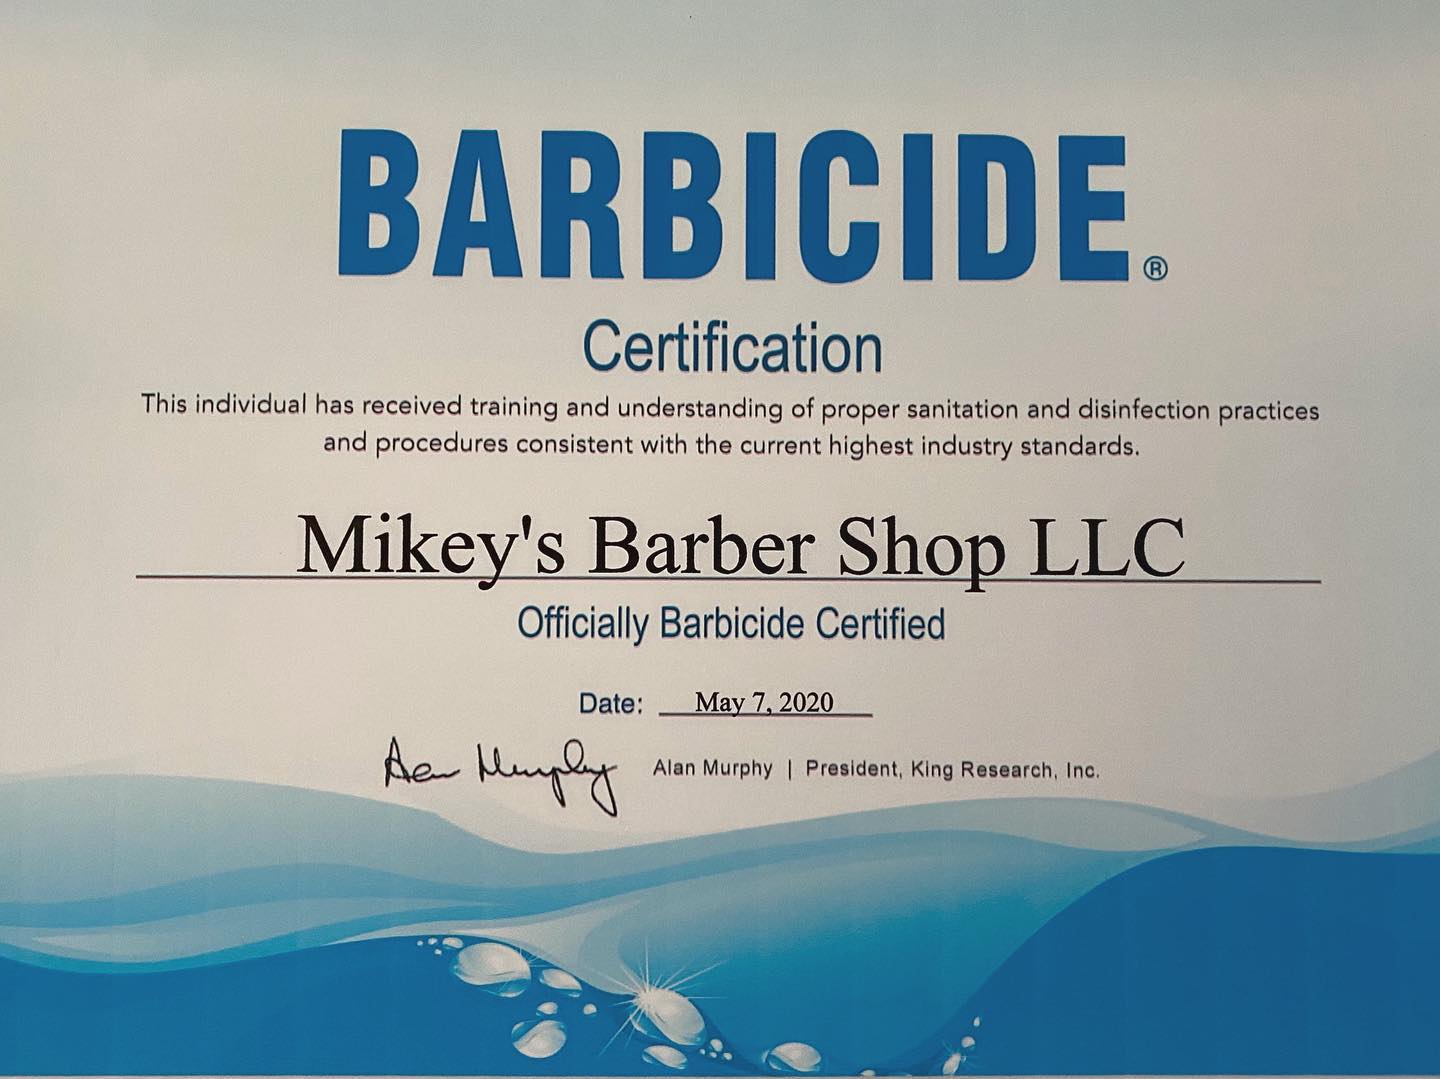 BARBICIDE®
Certification
This individual has received training and understanding of proper sanitation and disinfection practices
and procedures consistent with the current highest industry standards.
Mikey's Barber Shop LLC
Officially Barbicide Certified
Date: May 7, 2020
Alan Murphy Alan Murphy | President, King Research, Inc.